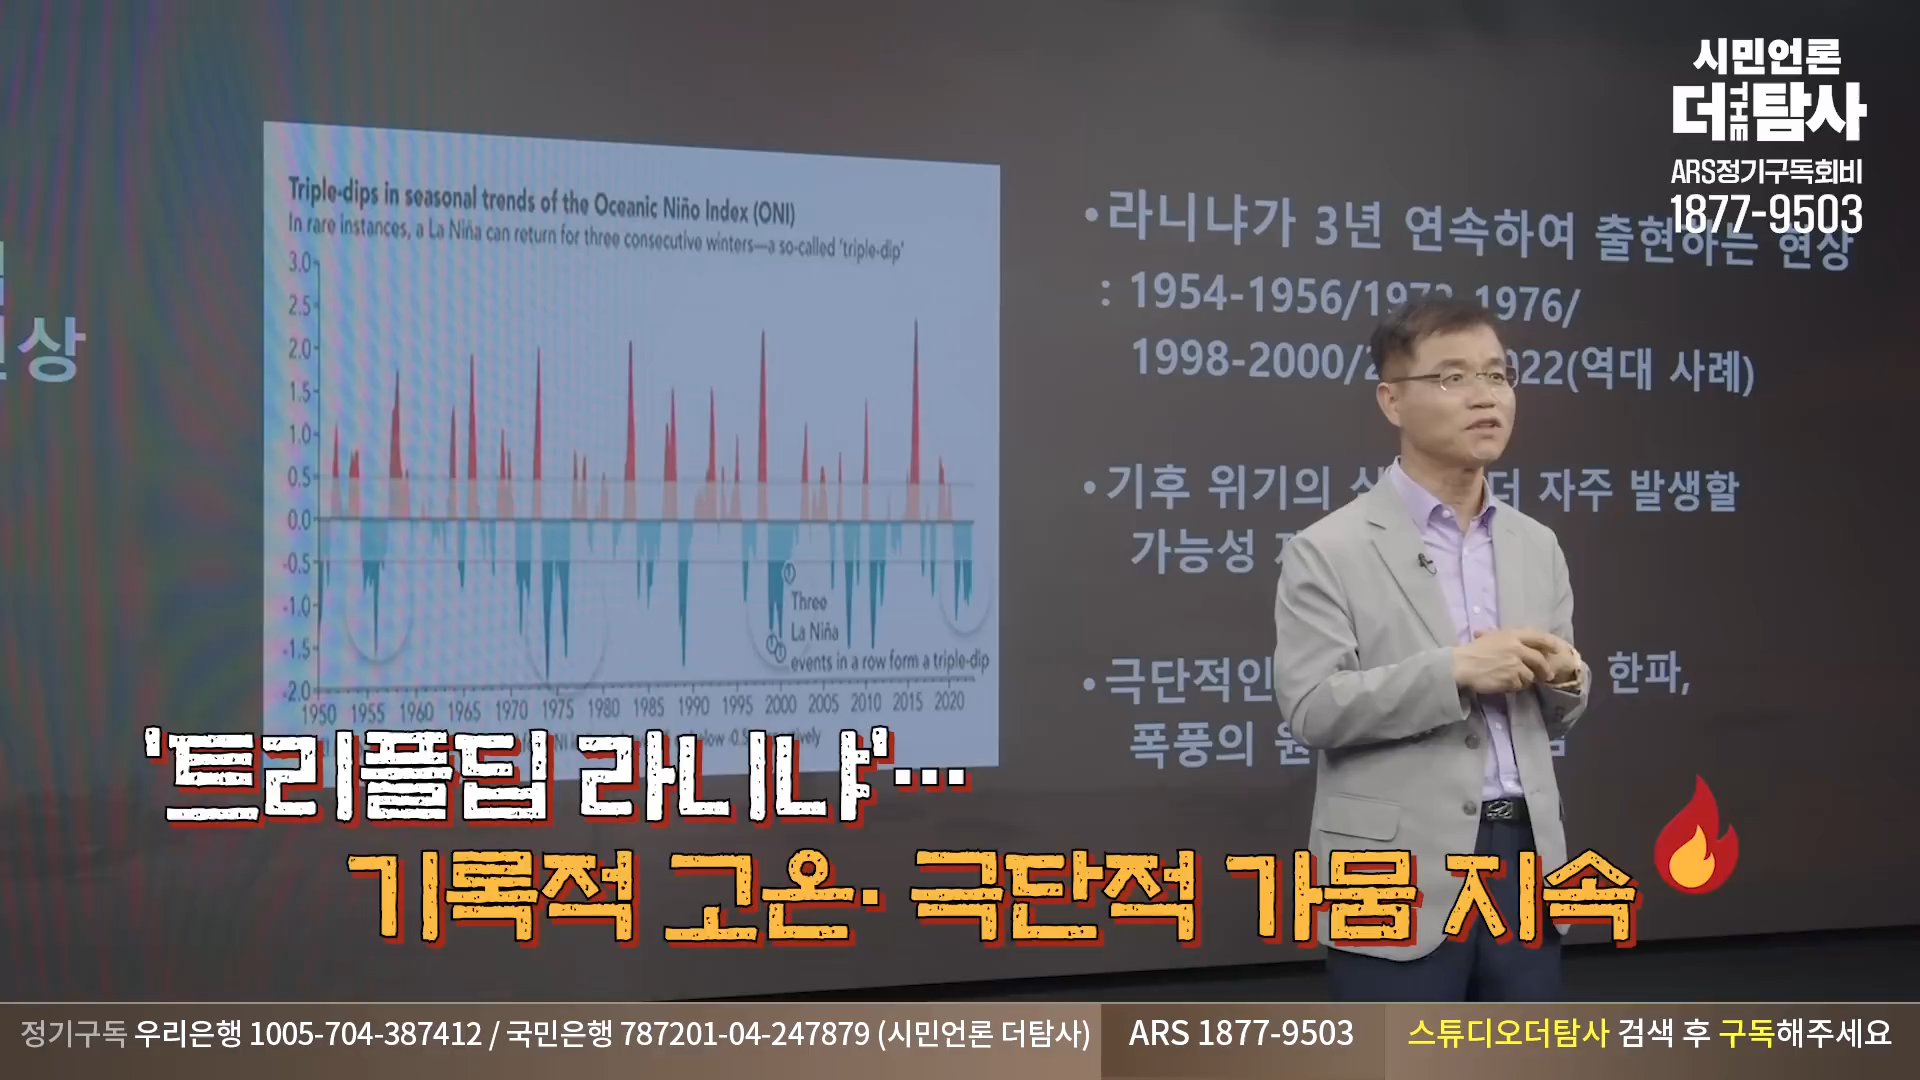 시민언론
더탐사
THE
ARS정기구독회비
1877-9503
상
Triple-dips in seasonal trends of the Oceanic Niño Index (ONI)
In rare instances, a La Niña can return for three consecutive winters—a so-called 'triple-dip'
3.0
2.5
2.0
1.5
1.0
0.5
0.0
-0.5
-1.0
-1.5
-2.0
1950 1955 1960 1965 1970 1975 1980 1985 1990 1995 2000 2005 2010 2015 2020
Three
La Niña
events in a row form a triple-dip
•라니냐가 3년 연속하여 출현하는 현상
: 1954-1956/ 1976/
1998-2000/ 022(역대 사례)
•기후 위기의 더 자주 발생할
가능성
•극단적인 한파,
폭풍의
'트리플딥 라니냐'…
기록적 고온· 극단적 가뭄 지속
정기구독 우리은행 1005-704-387412 / 국민은행 787201-04-247879 (시민언론 더탐사)
ARS 1877-9503
스튜디오더탐사 검색 후 구독해주세요